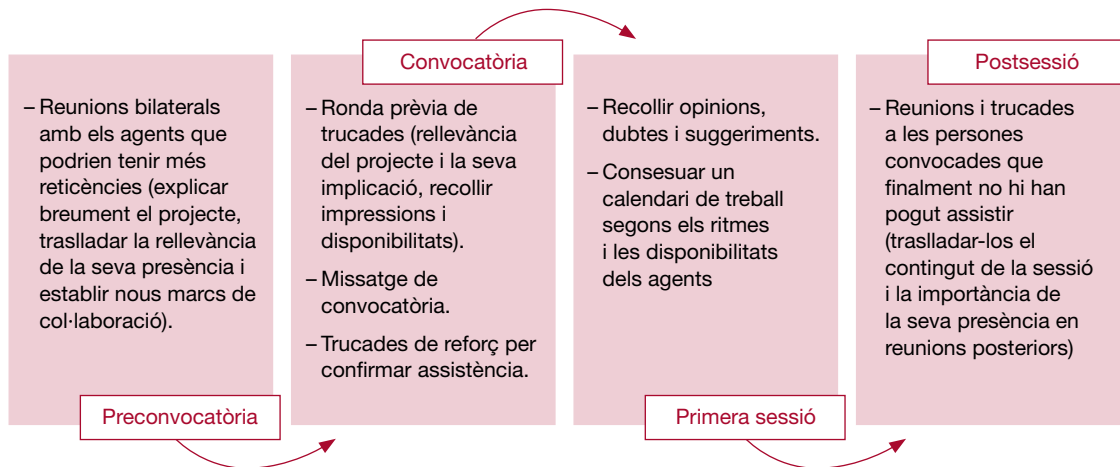 Preconvocatòria
– Reunions bilaterals
amb els agents que
podrien tenir més
reticències (explicar
breument el projecte,
traslladar la rellevància
de la seva presència i
establir nous marcs de
col·laboració).
Convocatòria
– Ronda prèvia de
trucades (rellevància
del projecte i la seva
implicació, recollir
impressions i
disponibilitats).
– Missatge de
convocatòria.
– Trucades de reforç per
confirmar assistència.
Primera sessió
– Recollir opinions,
dubtes i suggeriments.
– Consesuar un
calendari de treball
segons els ritmes
i les disponibilitats
dels agents
Postsessió
– Reunions i trucades
a les persones
convocades que
finalment no hi han
pogut assistir
(traslladar-los el
contingut de la sessió
i la importància de
la seva presència en
reunions posteriors)